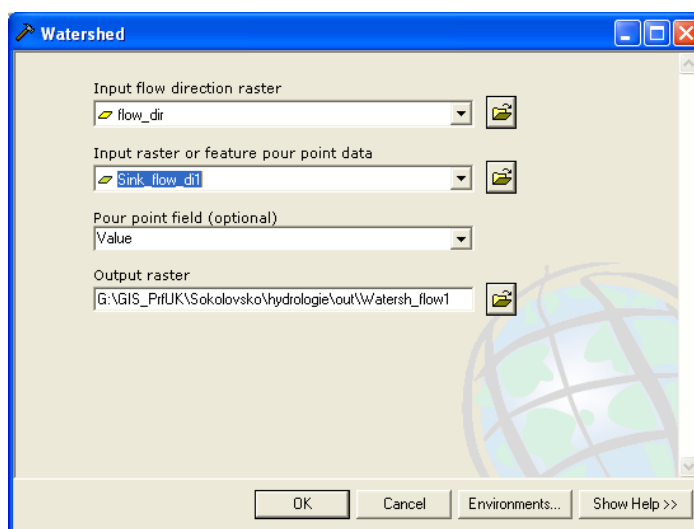 Watershed
Input flow direction raster
flow_dir
Input raster or feature pour point data
Sink_flow_di1
Pour point field (optional)
Value
Output raster
G:\GIS_PrfUK\Sokolovsko\hydrologie\out\Watersh_flow1
OK Cancel Environments... Show Help >>